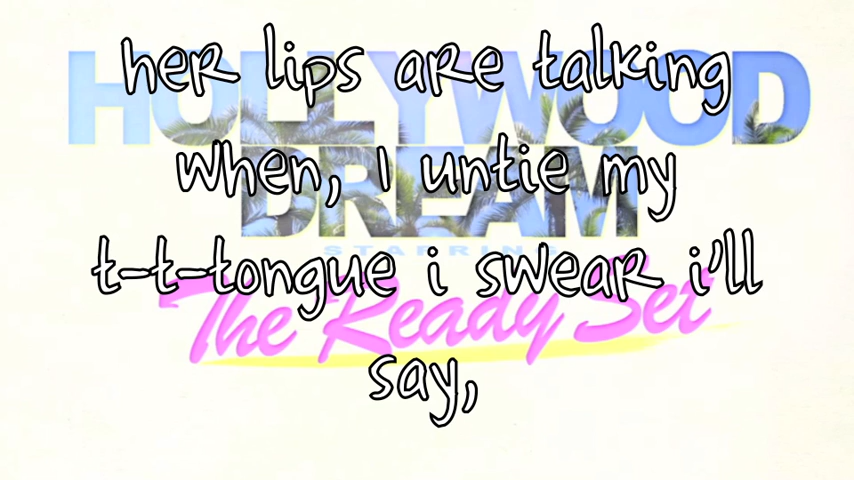 her lips are talking
HOLLYWOOD
when, I untie my
DREAM
STARRING
t-t-tongue i swear i'll
The Ready Set
say,